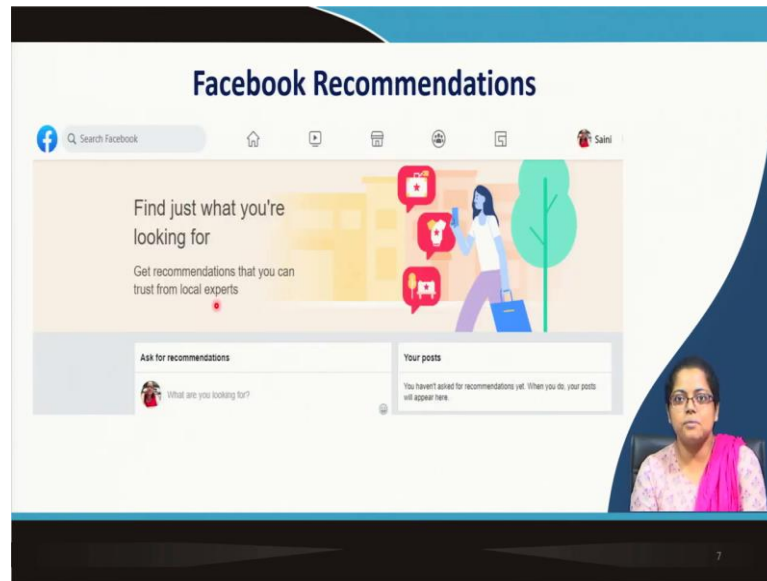 Facebook Recommendations
Search Facebook
Saini
Find just what you're
looking for
Get recommendations that you can
trust from local experts
Ask for recommendations
What are you looking for?
Your posts
You haven't asked for recommendations yet. When you do, your posts
will appear here.
7